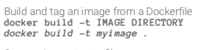 Build and tag an image from a Dockerfile
docker build -t IMAGE DIRECTORY
docker build -t myimage .